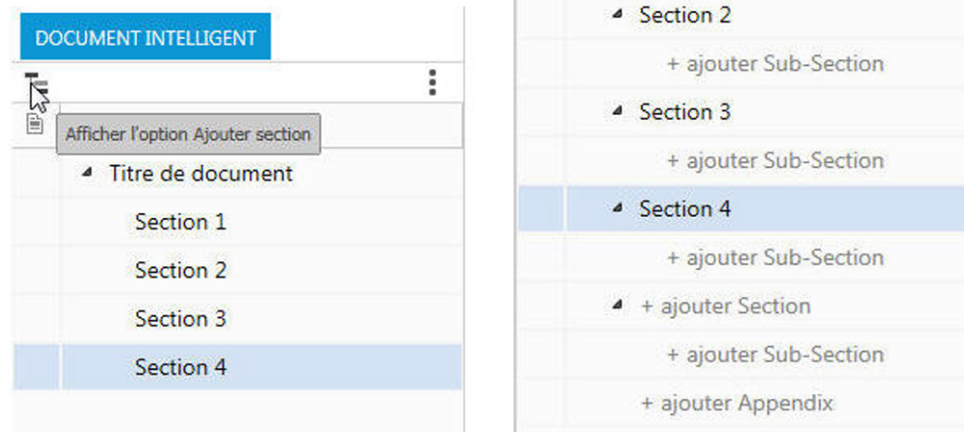 DOCUMENT INTELLIGENT
Afficher l'option Ajouter section
Titre de document
Section 1
Section 2
Section 3
Section 4
Section 2
+ ajouter Sub-Section
Section 3
+ ajouter Sub-Section
Section 4
+ ajouter Sub-Section
+ ajouter Section
+ ajouter Sub-Section
+ ajouter Appendix